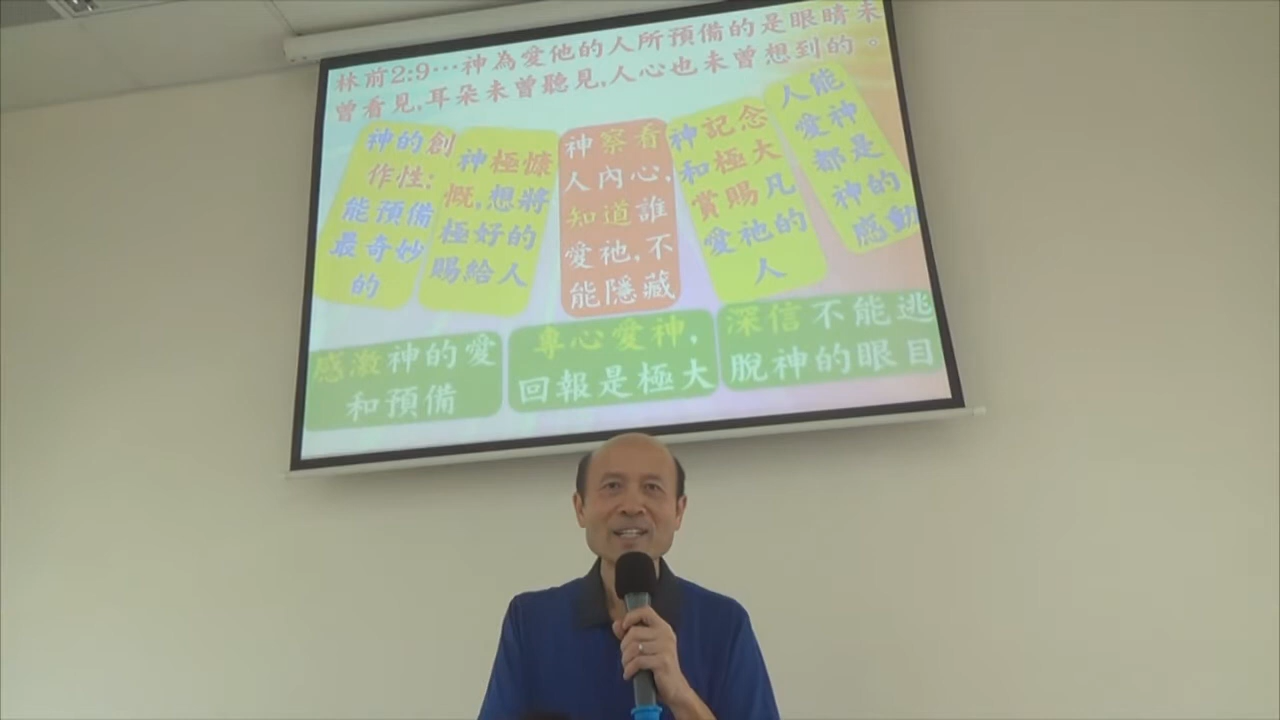 林前2:9…神為愛他的人所預備的是眼睛未
曾看見,耳朵未曾聽見,人心也未曾想到的。
神的創
作性:
能預備
最奇妙
的
神極慷
慨,想將
極好的
賜給人
神察看
人內心,
知道誰
愛祂,不
能隱藏
神記念
和極大
賞賜凡
愛祂的
人
人能
愛神
都是
神的
感動
感激神的愛
和預備
專心愛神,
回報是極大
深信不能逃
脫神的眼目